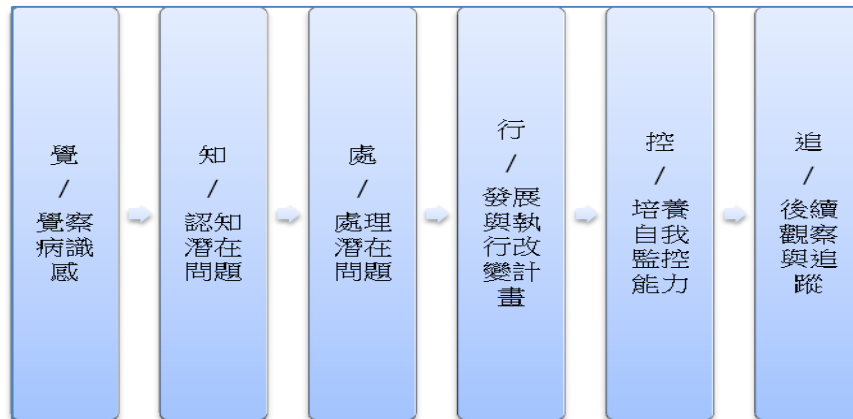 覺
/
覺察
病識
感
知
/
認知
潛在
問題
處
/
處理
潛在
問題
行
/
發展
與執
行改
變計
畫
控
/
培養
自我
監控
能力
追
/
後續
觀察
與追
蹤